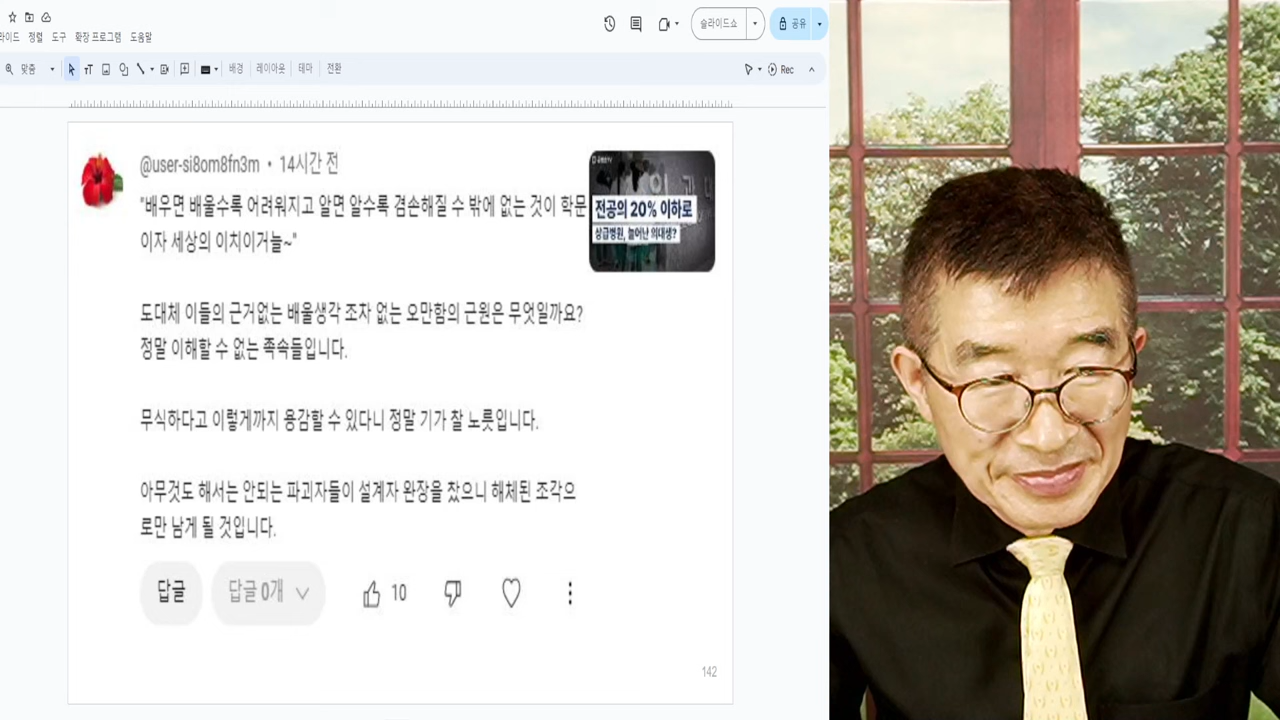 라이드 정렬 도구 확장 프로그램 도움말
슬라이드쇼
공유
맞춤
배경 레이아웃 테마 전환
Rec
@user-si8om8fn3m • 14시간 전
"배우면 배울수록 어려워지고 알면 알수록 겸손해질 수 밖에 없는 것이 학문
이자 세상의 이치이거늘~"
전공의 20% 이하로
상급병원, 늘어난 의대생?
도대체 이들의 근거없는 배울생각 조차 없는 오만함의 근원은 무엇일까요?
정말 이해할 수 없는 족속들입니다.
무식하다고 이렇게까지 용감할 수 있다니 정말 기가 찰 노릇입니다.
아무것도 해서는 안되는 파괴자들이 설계자 완장을 찼으니 해체된 조각으
로만 남게 될 것입니다.
답글
답글 0개
10
142